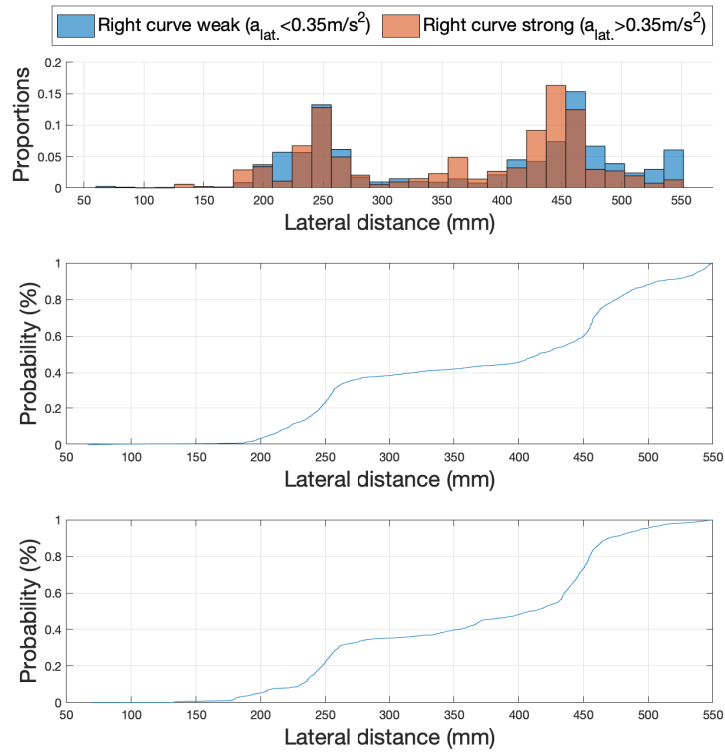 Right curve weak (a_lat.<0.35m/s²) Right curve strong (a_lat.>0.35m/s²)
0.2
0.15
0.1
0.05
0
Proportions
50 100 150 200 250 300 350 400 450 500 550
Lateral distance (mm)
1
0.8
0.6
0.4
0.2
0
Probability (%)
50 100 150 200 250 300 350 400 450 500 550
Lateral distance (mm)
1
0.8
0.6
0.4
0.2
0
Probability (%)
50 100 150 200 250 300 350 400 450 500 550
Lateral distance (mm)